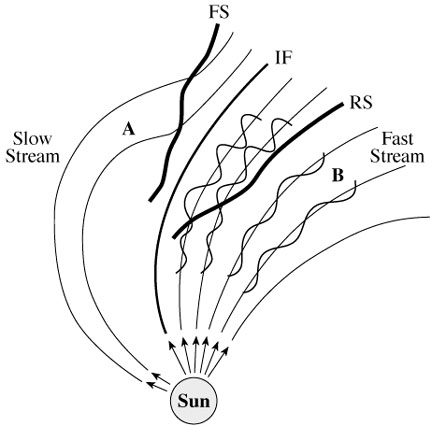 FS
IF
RS
A
Slow
Stream
Fast
Stream
B
Sun